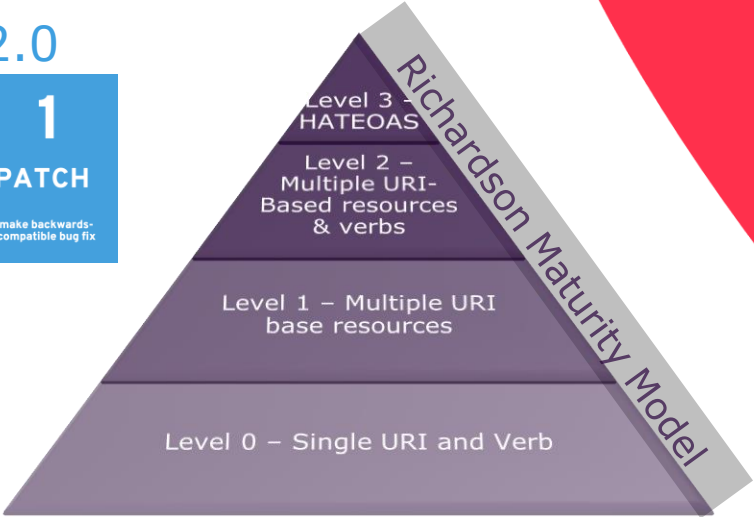 2.0
1
PATCH
make backwards-
compatible bug fix
Level 3 -
HATEOAS
Level 2 –
Multiple URI-
Based resources
& verbs
Level 1 – Multiple URI
base resources
Level 0 – Single URI and Verb
Richardson Maturity Model